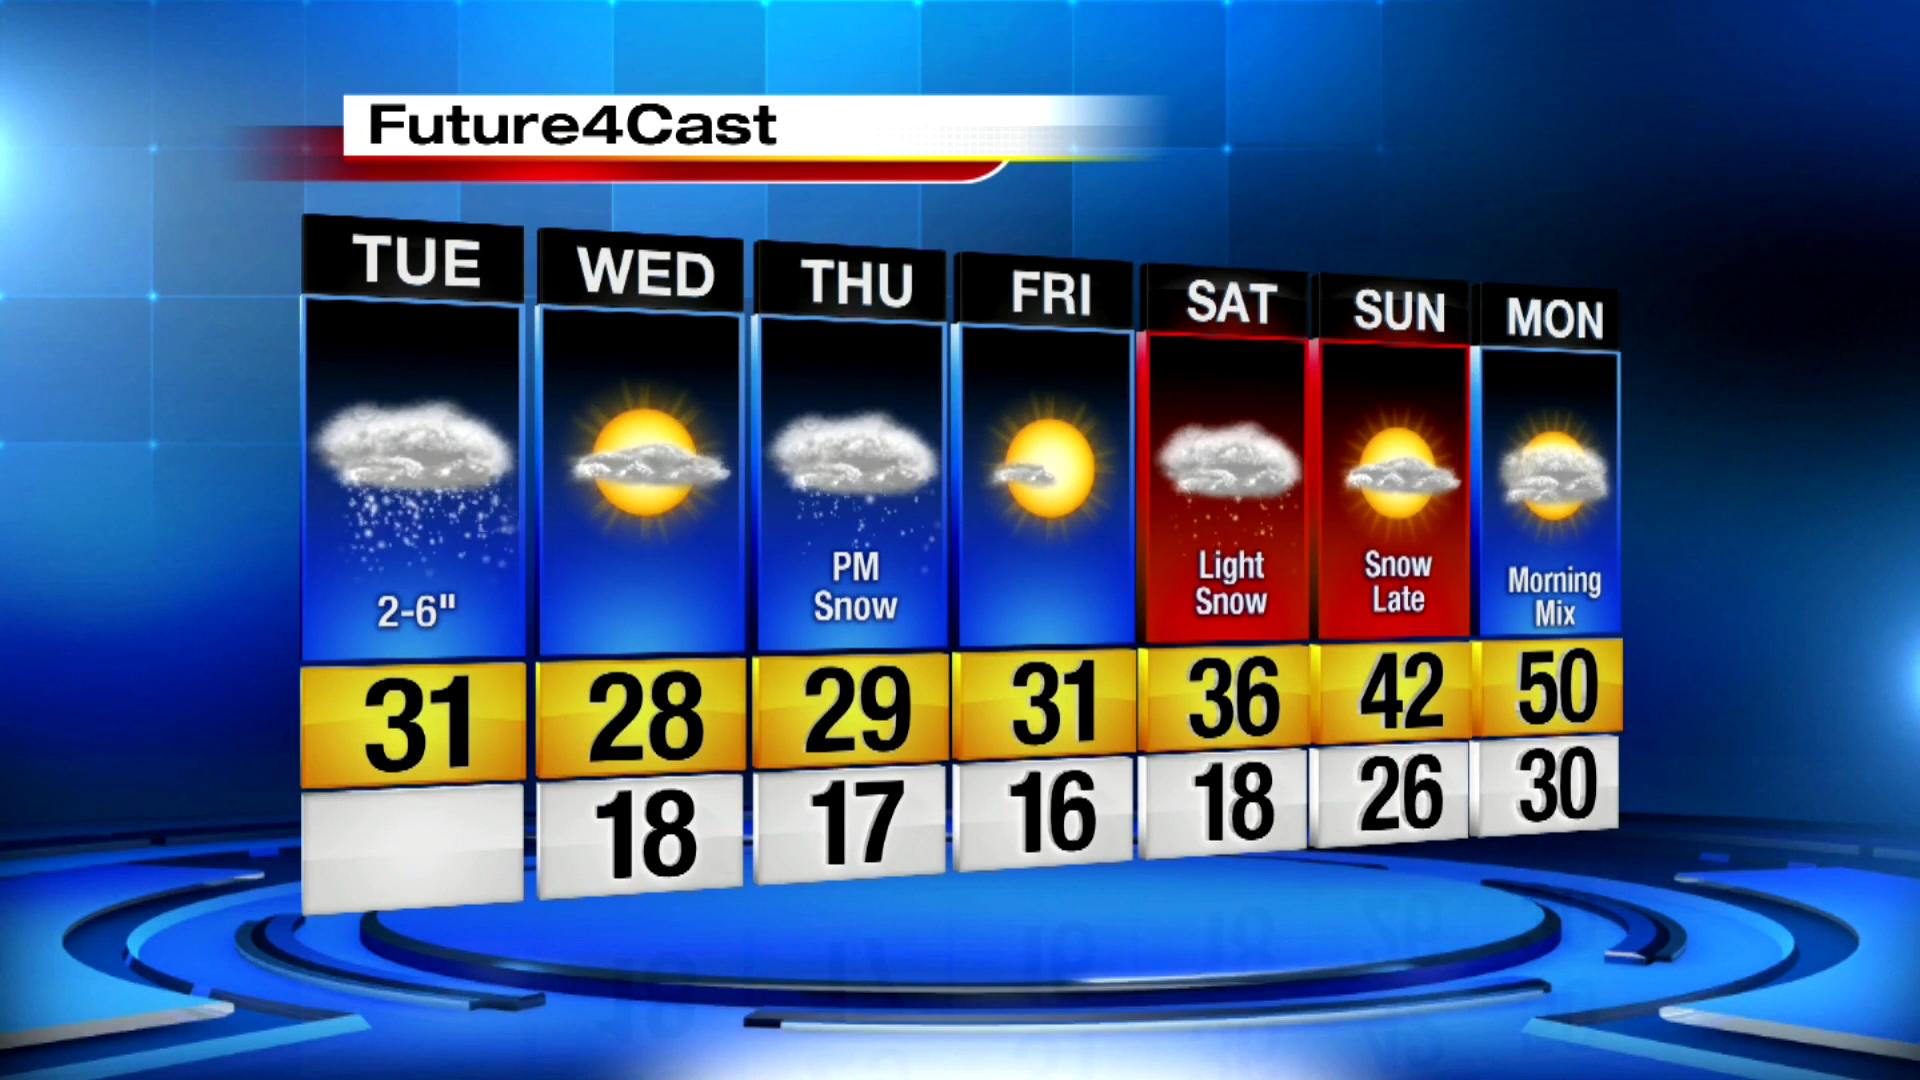 Future4Cast
TUE WED THU FRI SAT SUN MON
2-6"
PM
Snow
Light
Snow
Snow
Late
Morning
Mix
31 28 29 31 36 42 50
18 17 16 18 26 30